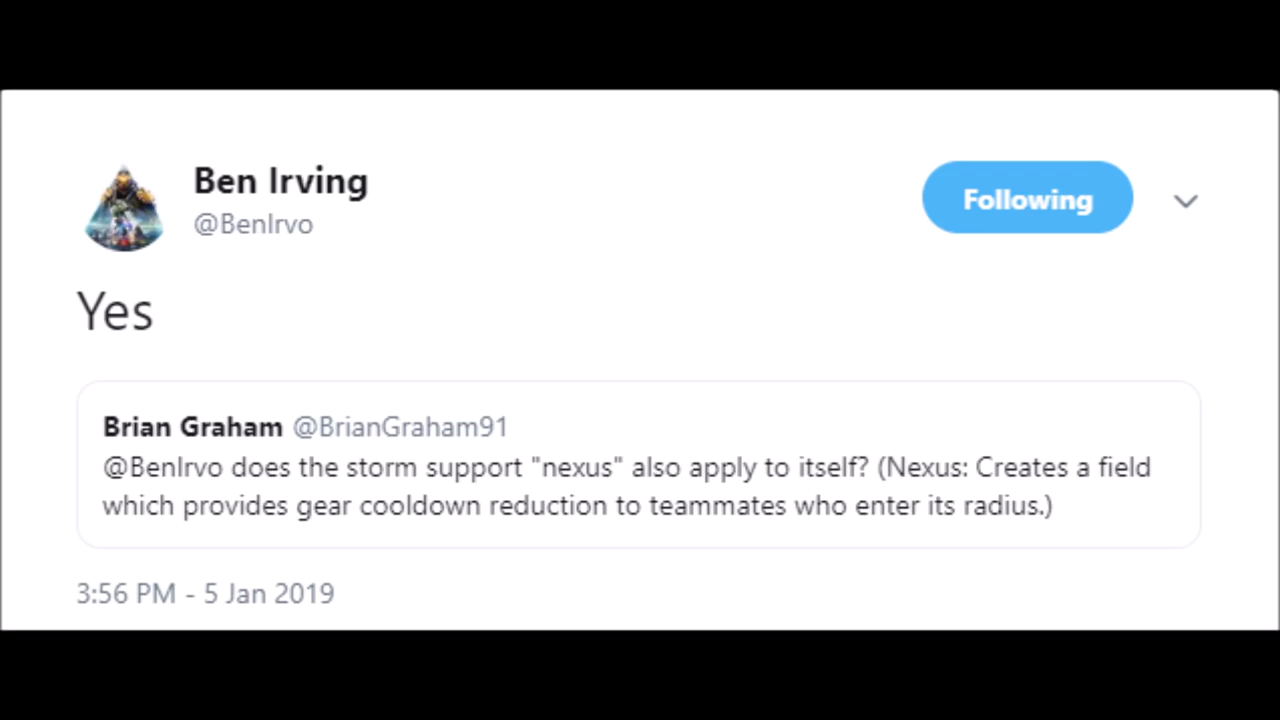 Ben Irving
@BenIrvo
Following
Yes
Brian Graham @BrianGraham91
@BenIrvo does the storm support "nexus" also apply to itself? (Nexus: Creates a field
which provides gear cooldown reduction to teammates who enter its radius.)
3:56 PM - 5 Jan 2019